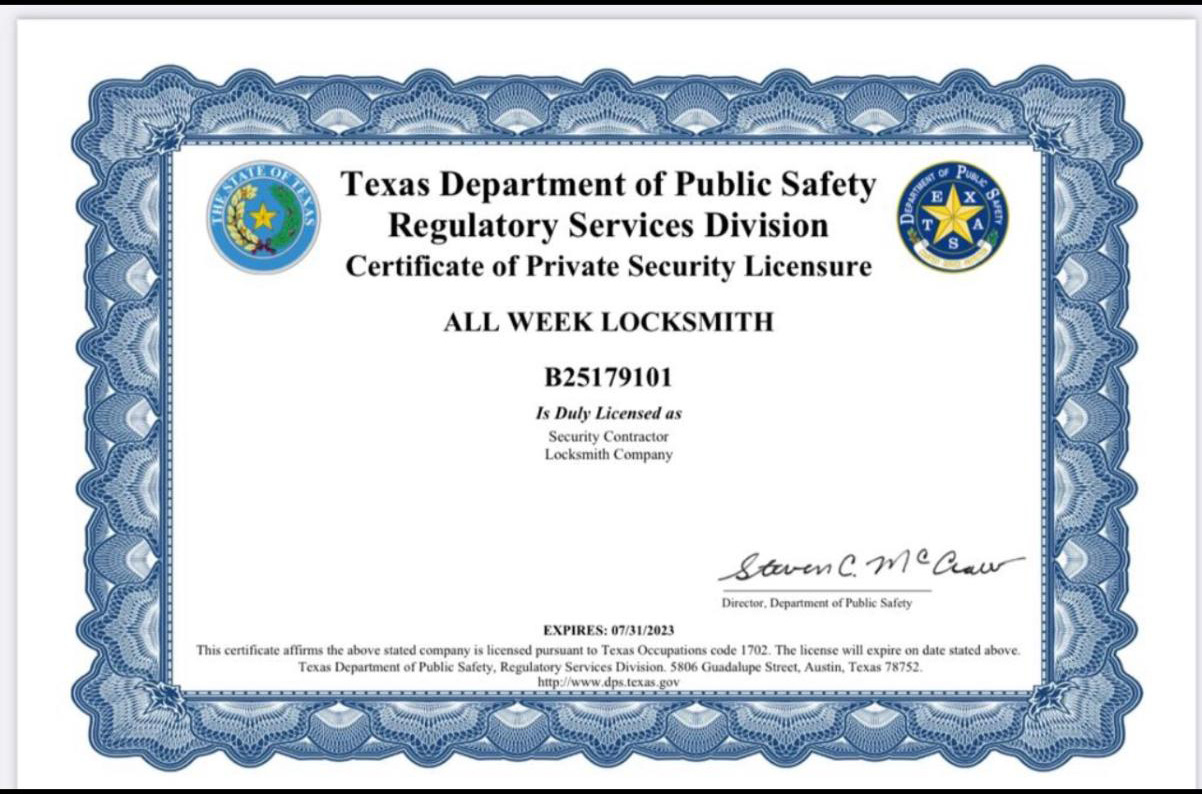 THE STATE OF TEXAS
Texas Department of Public Safety
Regulatory Services Division
Certificate of Private Security Licensure
DEPARTMENT OF PUBLIC SAFETY
TEXAS
ALL WEEK LOCKSMITH
B25179101
Is Duly Licensed as
Security Contractor
Locksmith Company
Steven C. McCraw
Director, Department of Public Safety
EXPIRES: 07/31/2023
This certificate affirms the above stated company is licensed pursuant to Texas Occupations code 1702. The license will expire on date stated above.
Texas Department of Public Safety, Regulatory Services Division. 5806 Guadalupe Street, Austin, Texas 78752.
http://www.dps.texas.gov